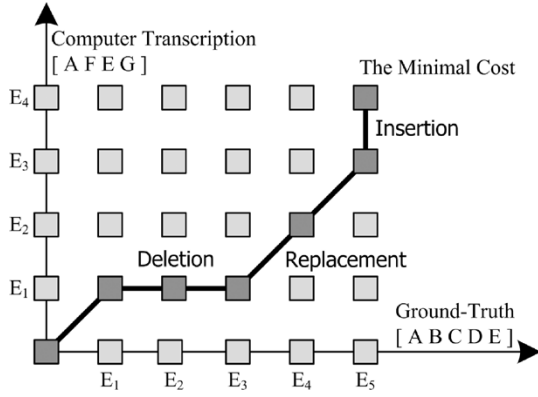 Computer Transcription
[ A F E G ]
The Minimal Cost
E₄
Insertion
E₃
E₂
Deletion
Replacement
E₁
Ground-Truth
[ A B C D E ]
E₁ E₂ E₃ E₄ E₅